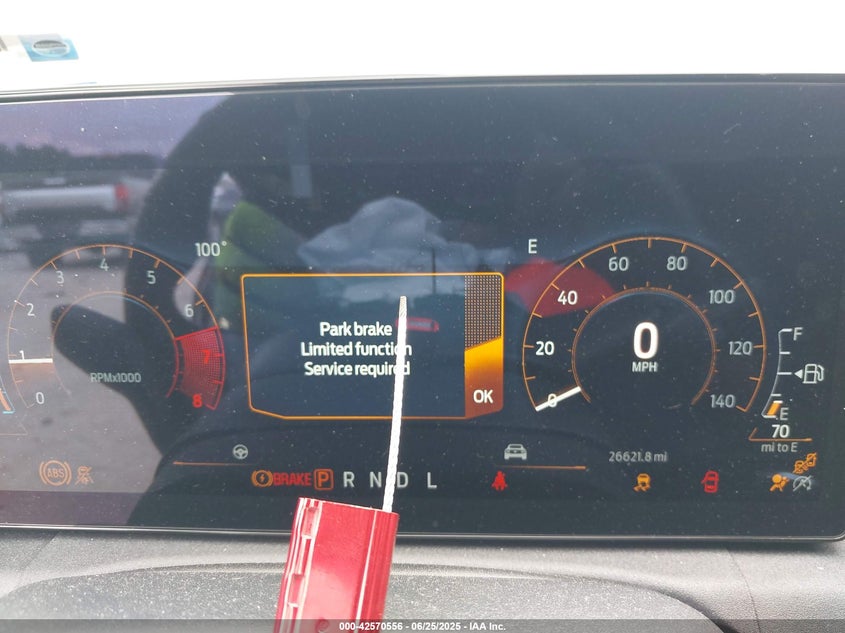 100°
E
0
1
2
3
4
5
6
7
8
RPMx1000
Park brake
Limited function
Service required
OK
0
20
40
60
80
100
120
140
0
MPH
F
E
70
mi to E
26621.8 mi
ABS
BRAKE P R N D L
000-42570556 - 06/25/2025 - IAA Inc.